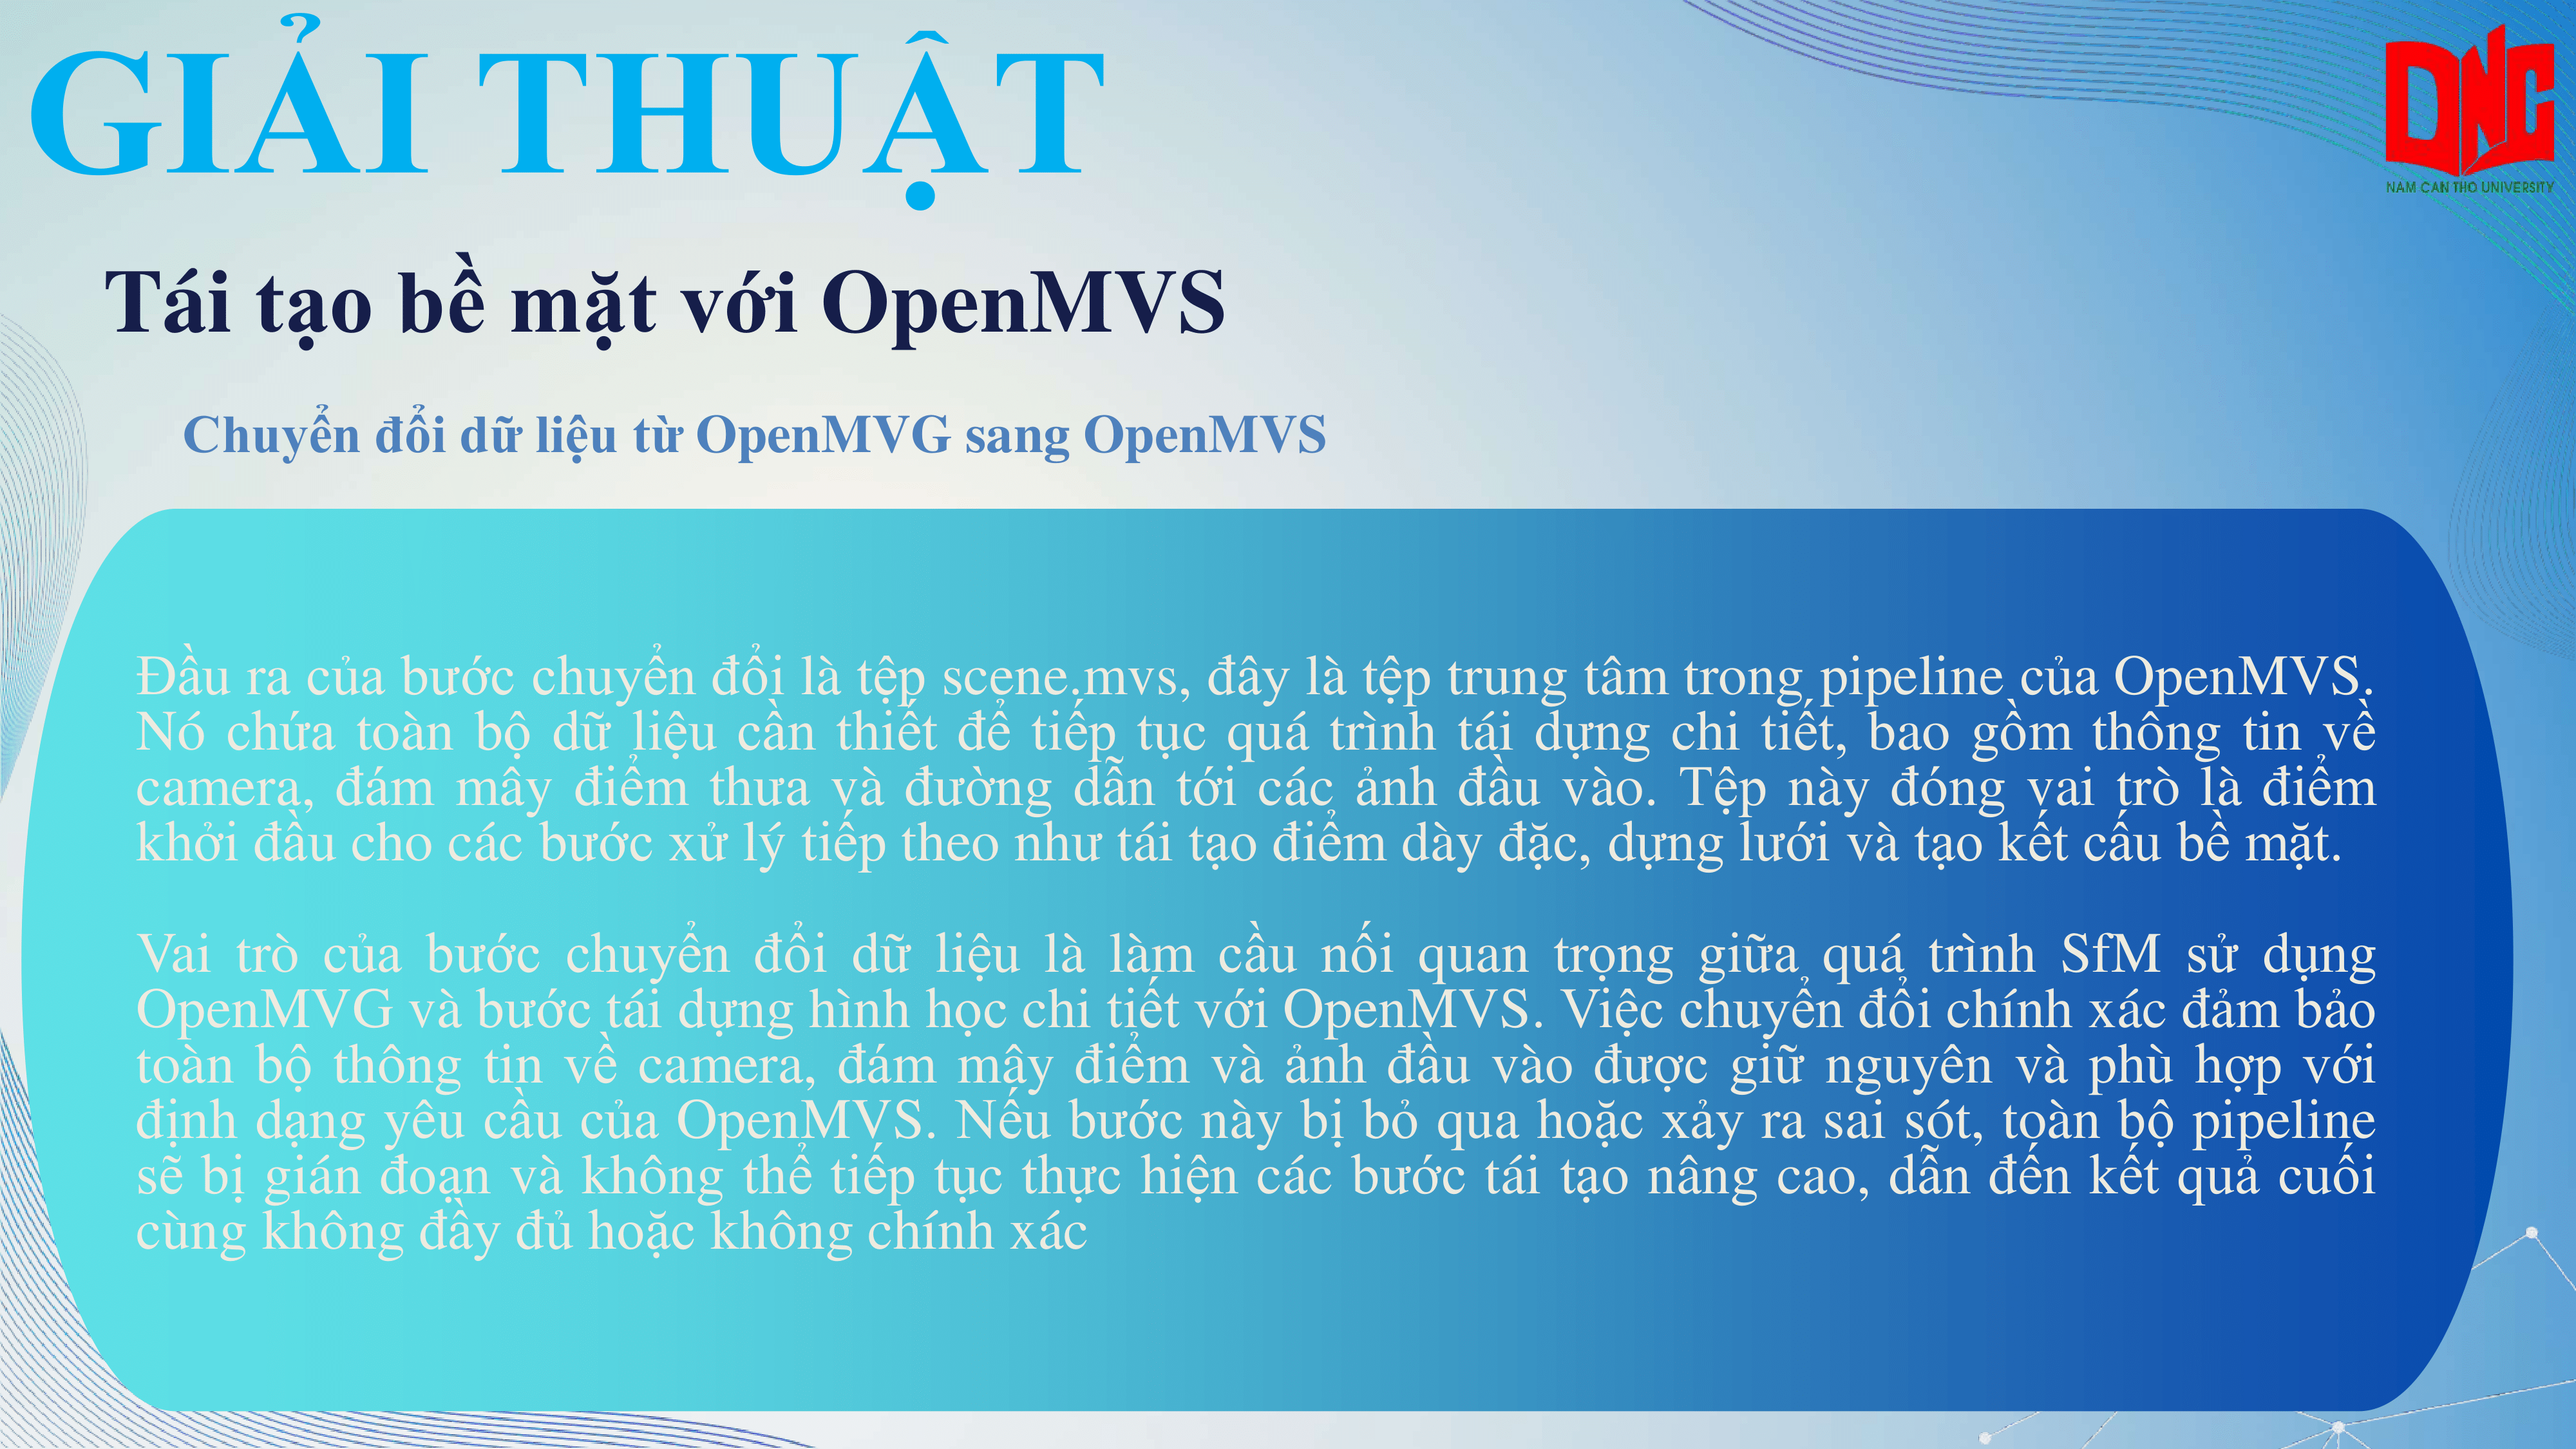 GIẢI THUẬT
DNC
NAM CAN THO UNIVERSITY
Tái tạo bề mặt với OpenMVS
Chuyển đổi dữ liệu từ OpenMVG sang OpenMVS
Đầu ra của bước chuyển đổi là tệp scene.mvs, đây là tệp trung tâm trong pipeline của OpenMVS.
Nó chứa toàn bộ dữ liệu cần thiết để tiếp tục quá trình tái dựng chi tiết, bao gồm thông tin về
camera, đám mây điểm thưa và đường dẫn tới các ảnh đầu vào. Tệp này đóng vai trò là điểm
khởi đầu cho các bước xử lý tiếp theo như tái tạo điểm dày đặc, dựng lưới và tạo kết cấu bề mặt.
Vai trò của bước chuyển đổi dữ liệu là làm cầu nối quan trọng giữa quá trình SfM sử dụng
OpenMVG và bước tái dựng hình học chi tiết với OpenMVS. Việc chuyển đổi chính xác đảm bảo
toàn bộ thông tin về camera, đám mây điểm và ảnh đầu vào được giữ nguyên và phù hợp với
định dạng yêu cầu của OpenMVS. Nếu bước này bị bỏ qua hoặc xảy ra sai sót, toàn bộ pipeline
sẽ bị gián đoạn và không thể tiếp tục thực hiện các bước tái tạo nâng cao, dẫn đến kết quả cuối
cùng không đầy đủ hoặc không chính xác